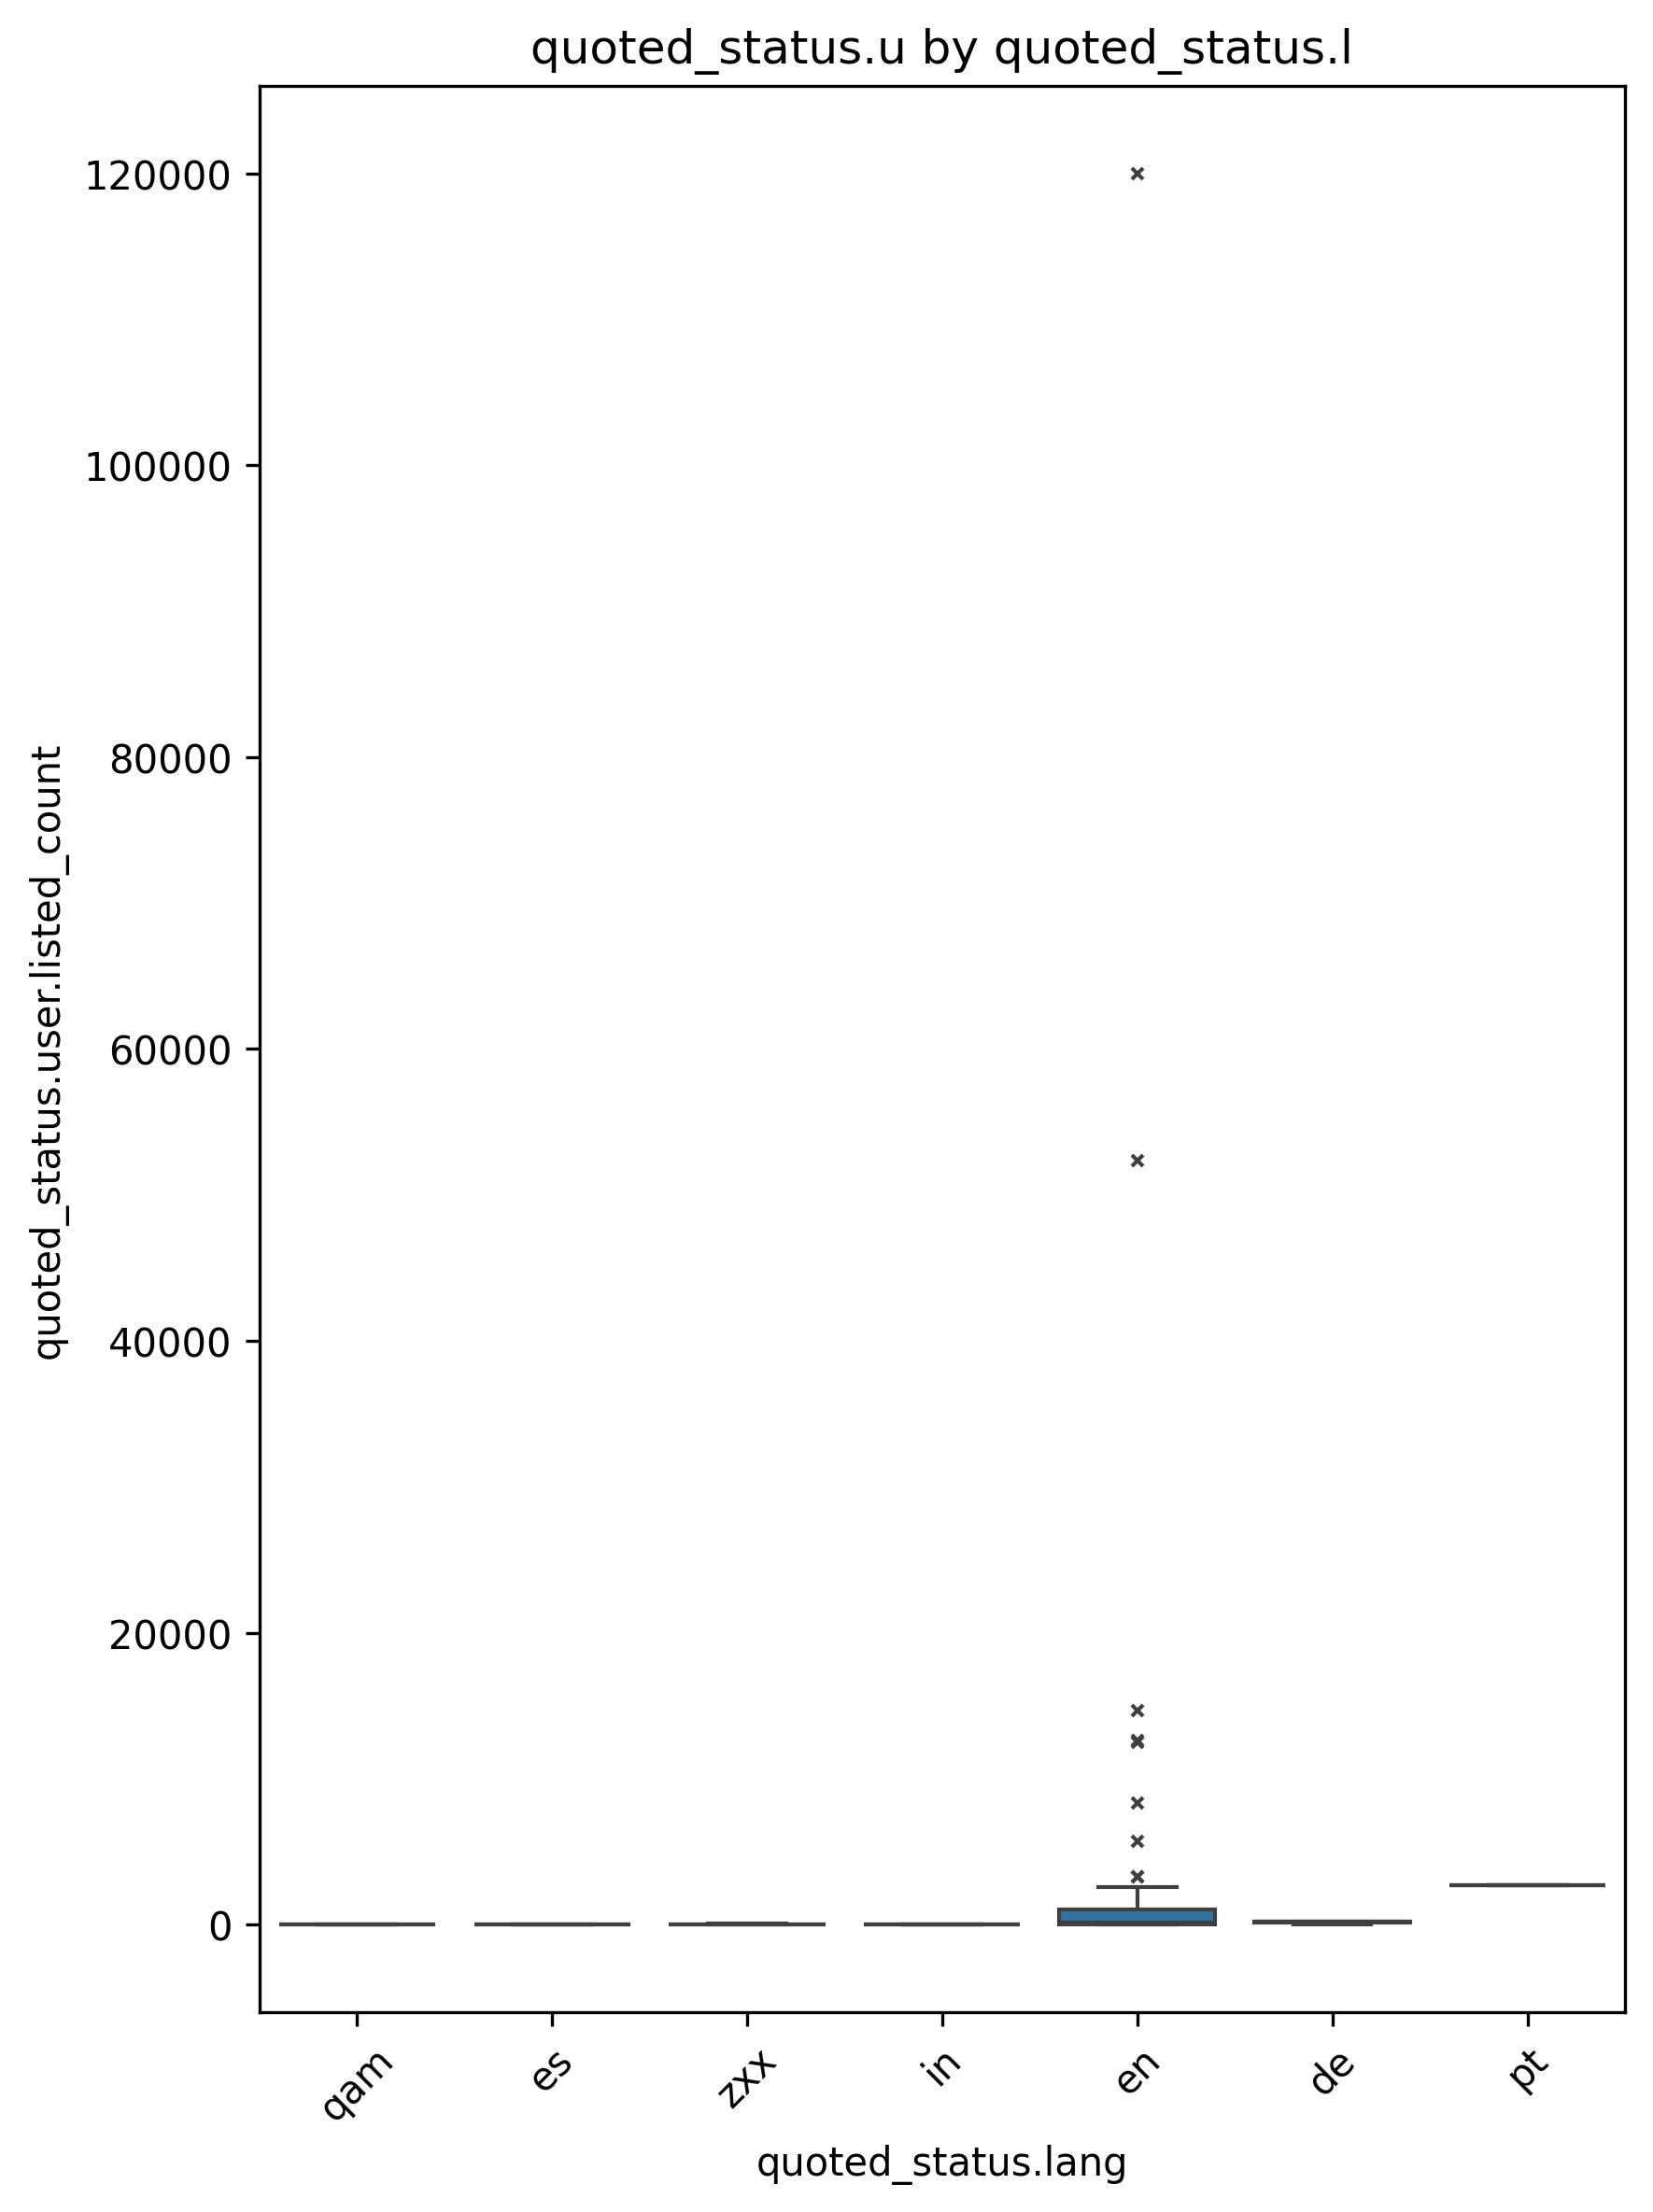 quoted_status.u by quoted_status.l
120000
100000
80000
60000
40000
20000
0
quoted_status.user.listed_count
qam
es
zxx
in
en
de
pt
quoted_status.lang